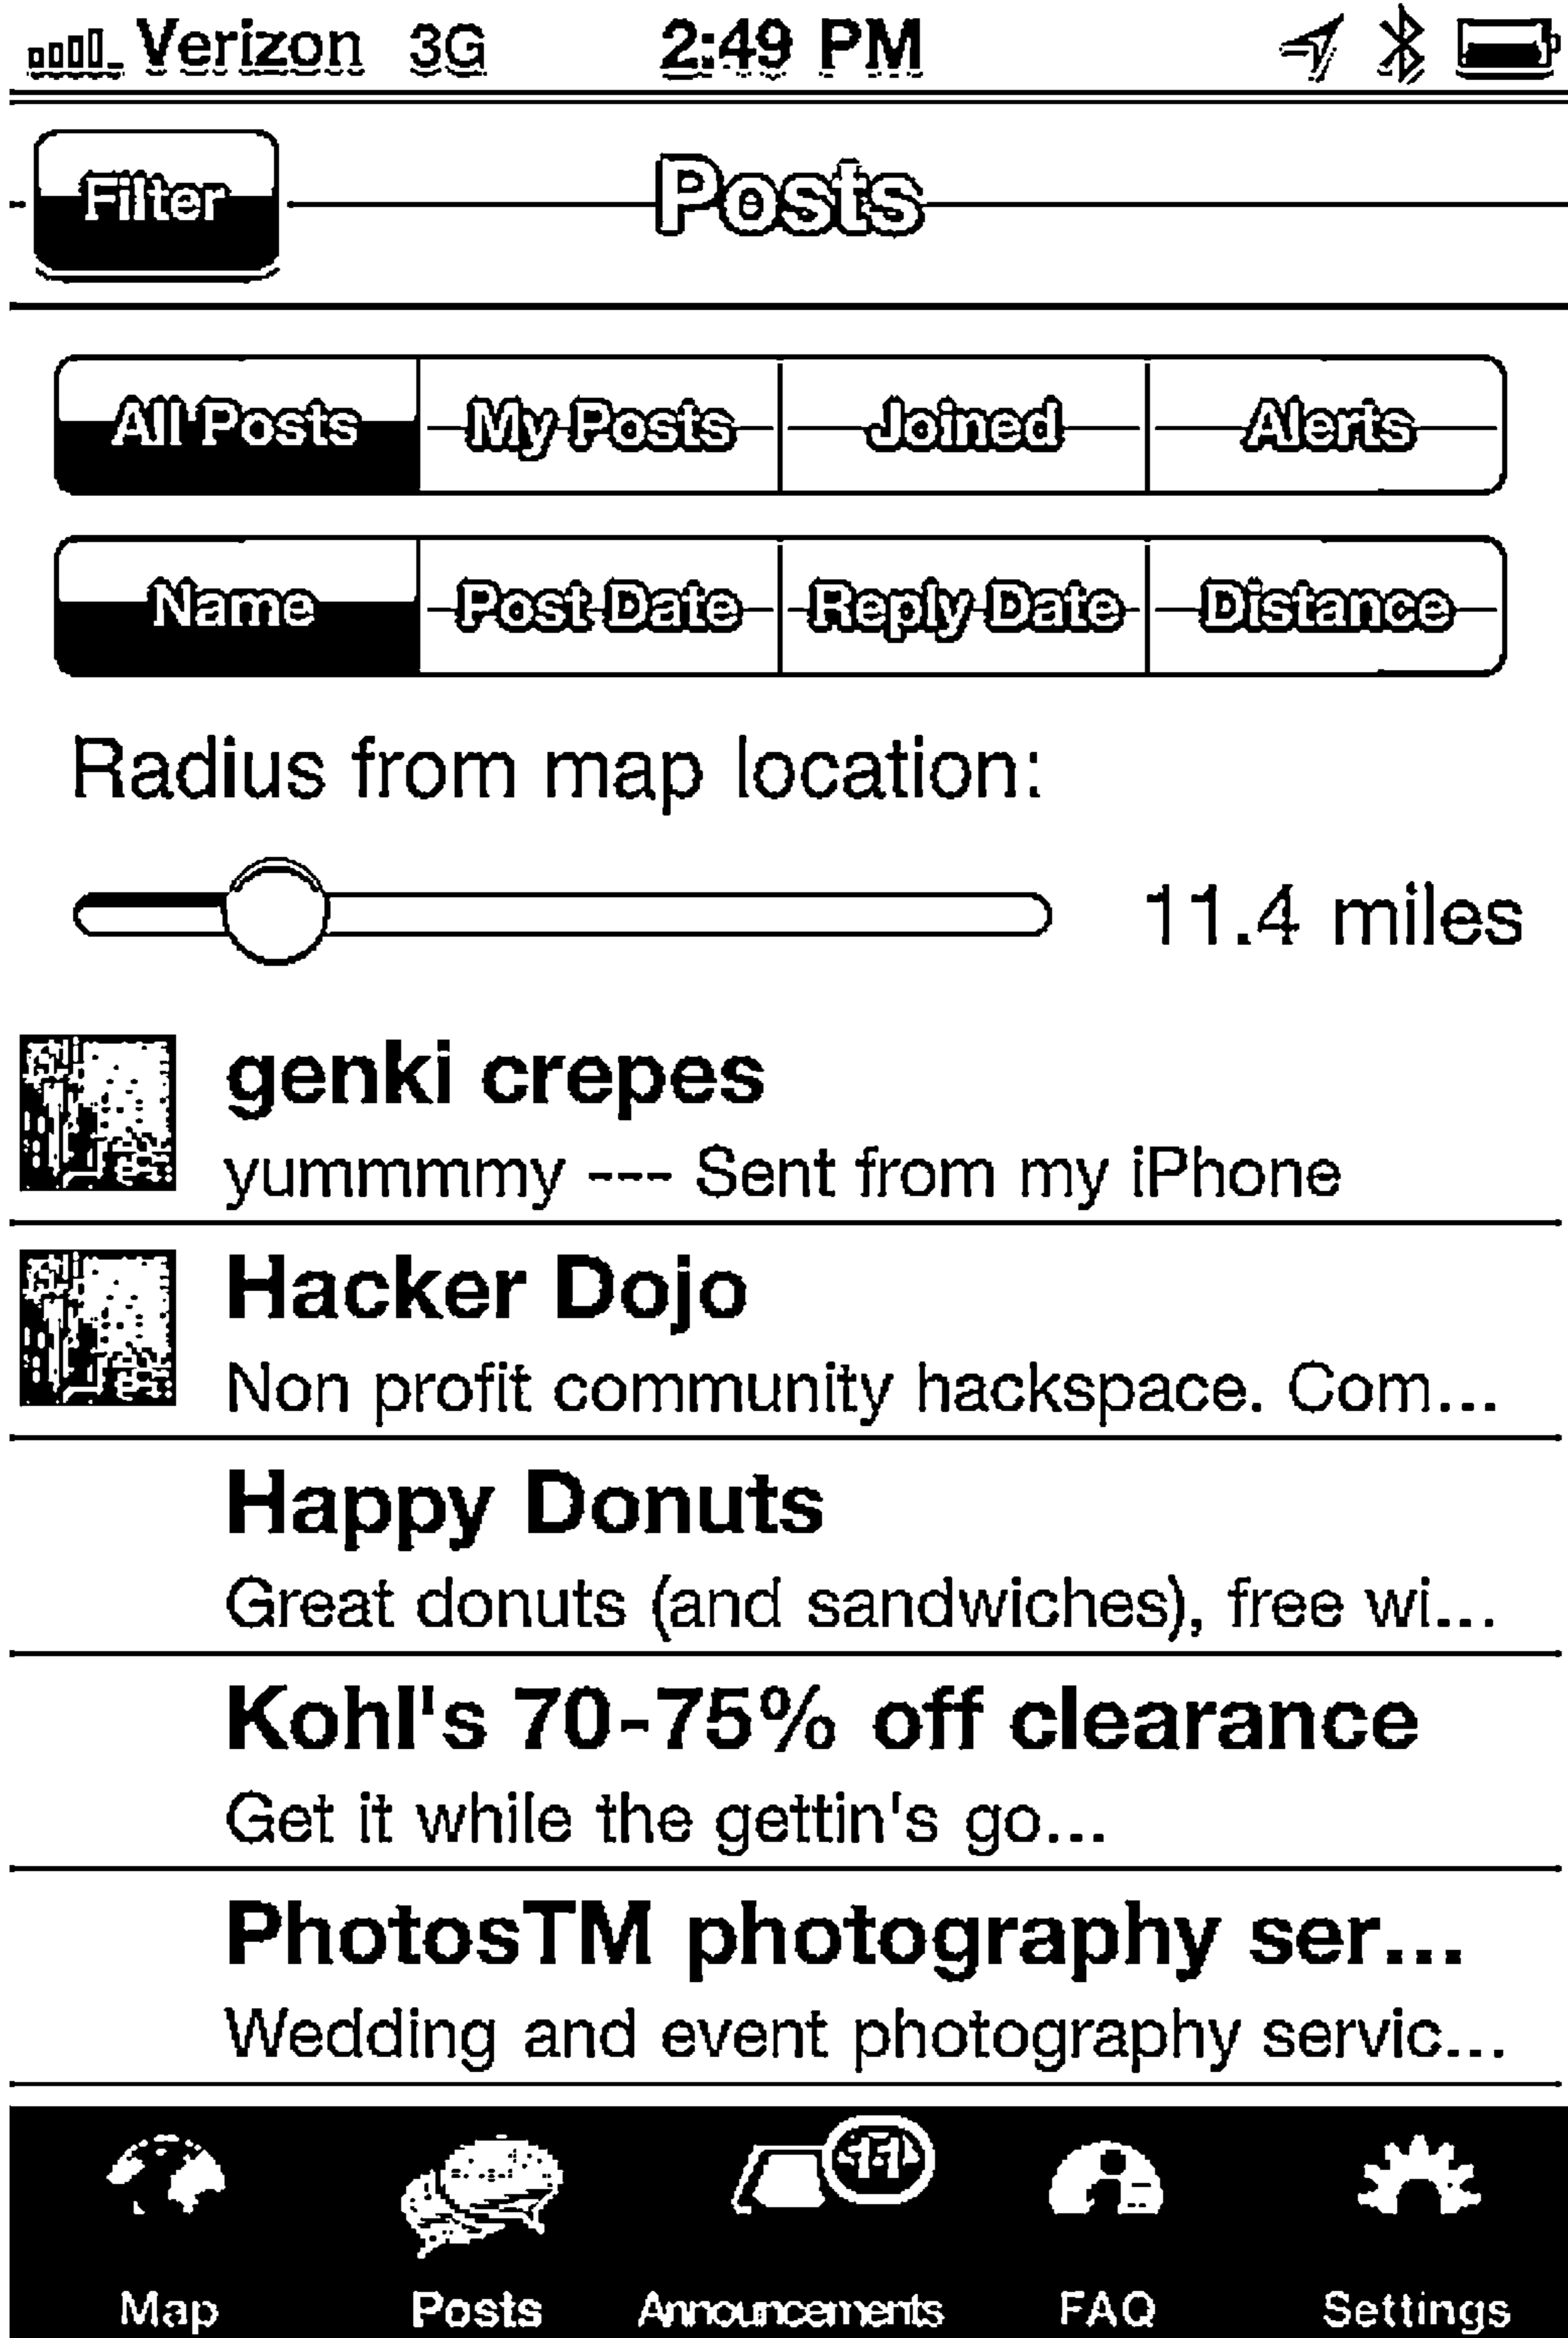 Verizon 3G 2:49 PM
Filter Posts
All Posts My Posts Joined Alerts
Name Post Date Reply Date Distance
Radius from map location:
11.4 miles
genki crepes
yummmmy --- Sent from my iPhone
Hacker Dojo
Non profit community hackspace. Com...
Happy Donuts
Great donuts (and sandwiches), free wi...
Kohl's 70-75% off clearance
Get it while the gettin's go...
PhotosTM photography ser...
Wedding and event photography servic...
11
Map Posts Announcements FAQ Settings